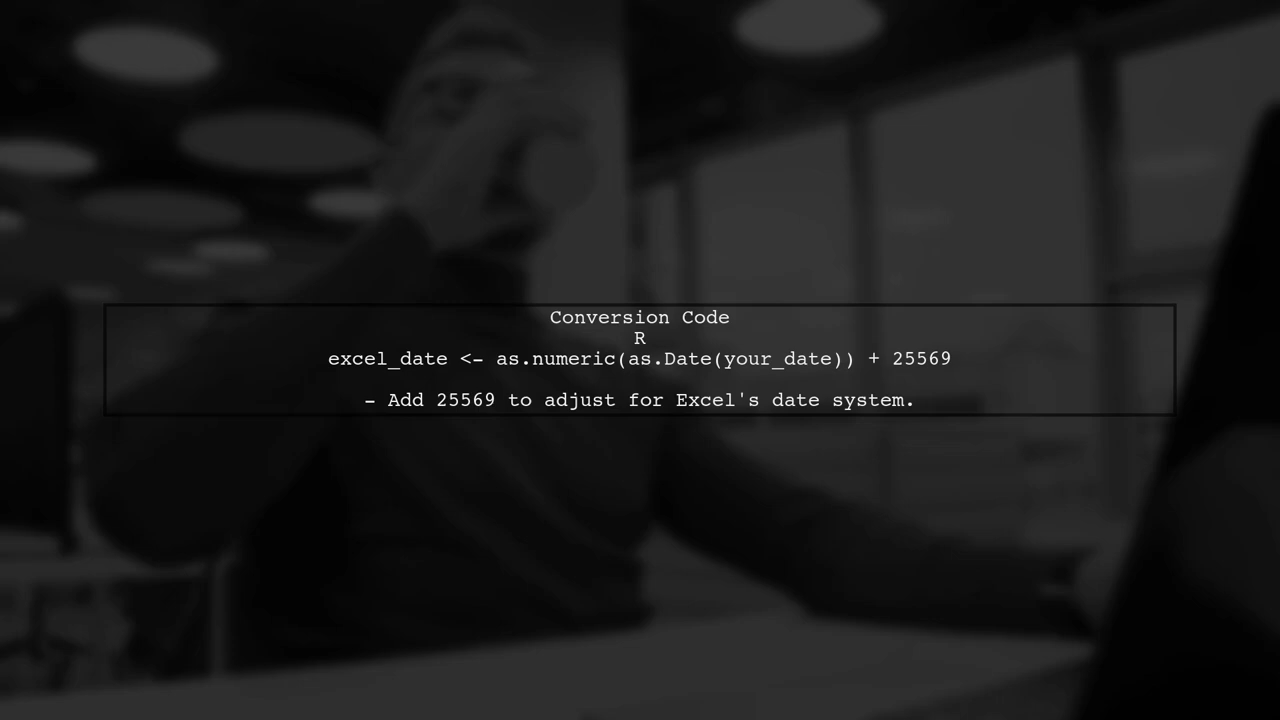 Conversion Code
R
excel_date <- as.numeric(as.Date(your_date)) + 25569
- Add 25569 to adjust for Excel's date system.